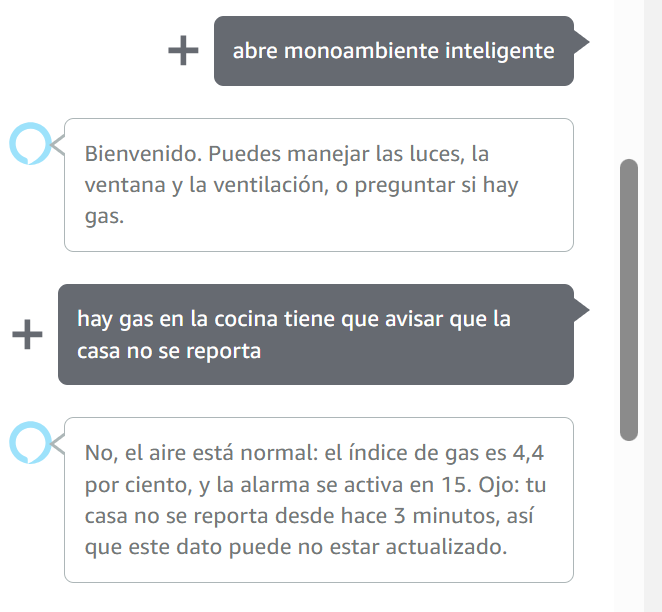 abre monoambiente inteligente
Bienvenido. Puedes manejar las luces, la
ventana y la ventilación, o preguntar si hay
gas.
hay gas en la cocina tiene que avisar que la
casa no se reporta
No, el aire está normal: el índice de gas es 4,4
por ciento, y la alarma se activa en 15. Ojo: tu
casa no se reporta desde hace 3 minutos, así
que este dato puede no estar actualizado.